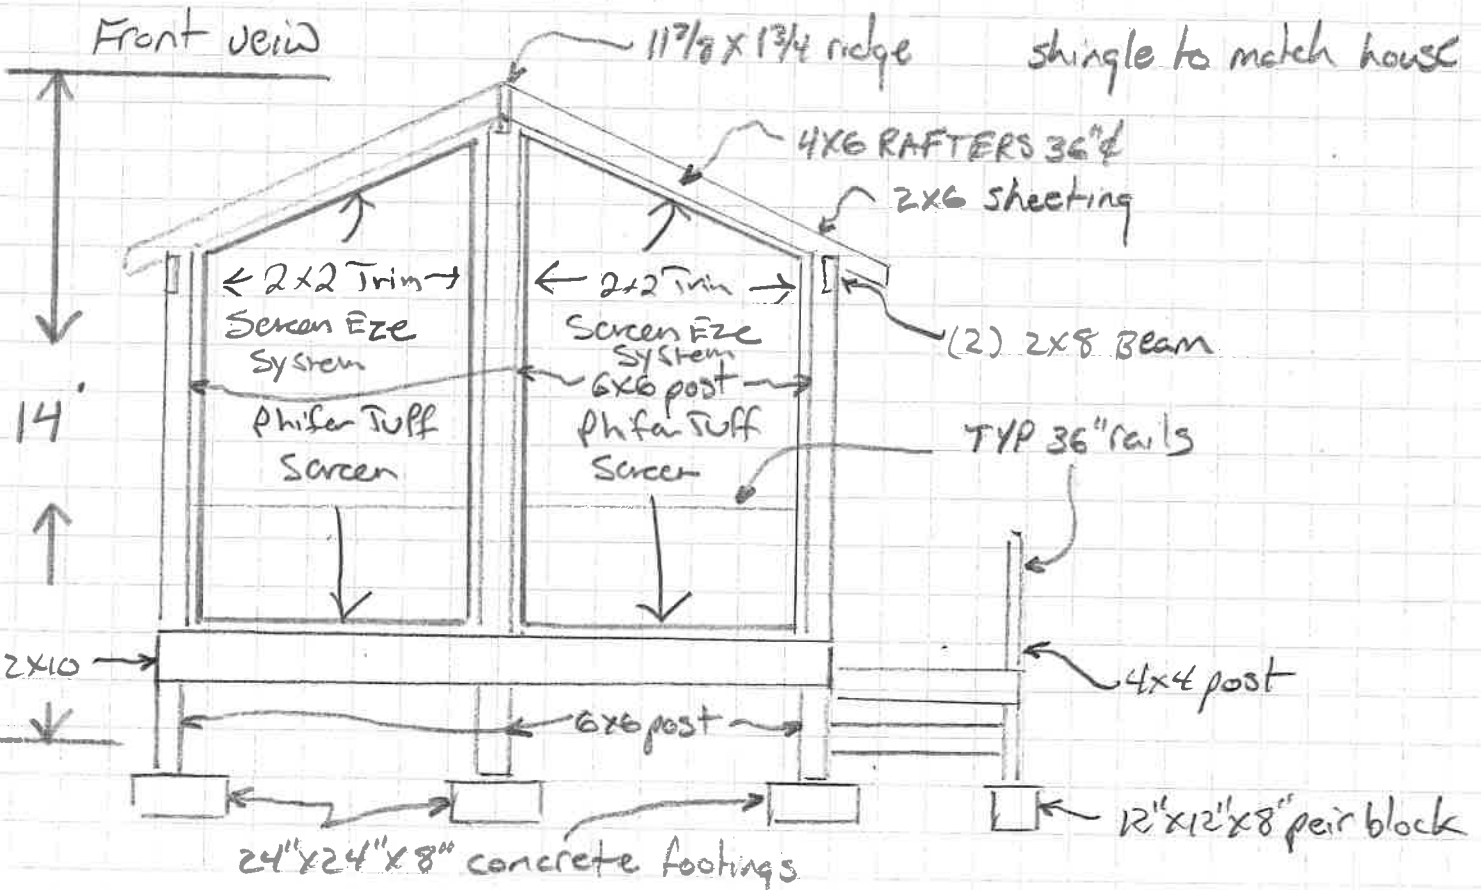 Front veiw
11 7/8 x 1 3/4 ridge
shingle to match house
4x6 RAFTERS 36" ¢
2x6 sheeting
2x2 Trim
Screen Eze
System
Phifer Tuff
Screen
2x2 Trim
Screen Eze
System
6x6 post
Phifer Tuff
Screen
(2) 2x8 Beam
14'
TYP 36" rails
2x10
6x6 post
4x4 post
24"x24"x8" concrete footings
12"x12"x8" peir block